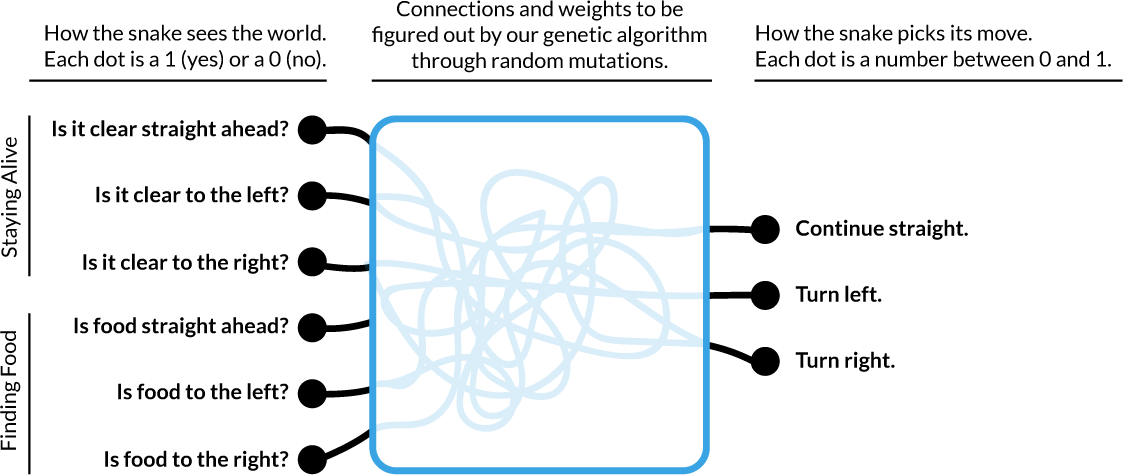 How the snake sees the world.
Each dot is a 1 (yes) or a 0 (no).
Connections and weights to be
figured out by our genetic algorithm
through random mutations.
How the snake picks its move.
Each dot is a number between 0 and 1.
Staying Alive
Is it clear straight ahead?
Is it clear to the left?
Is it clear to the right?
Finding Food
Is food straight ahead?
Is food to the left?
Is food to the right?
Continue straight.
Turn left.
Turn right.